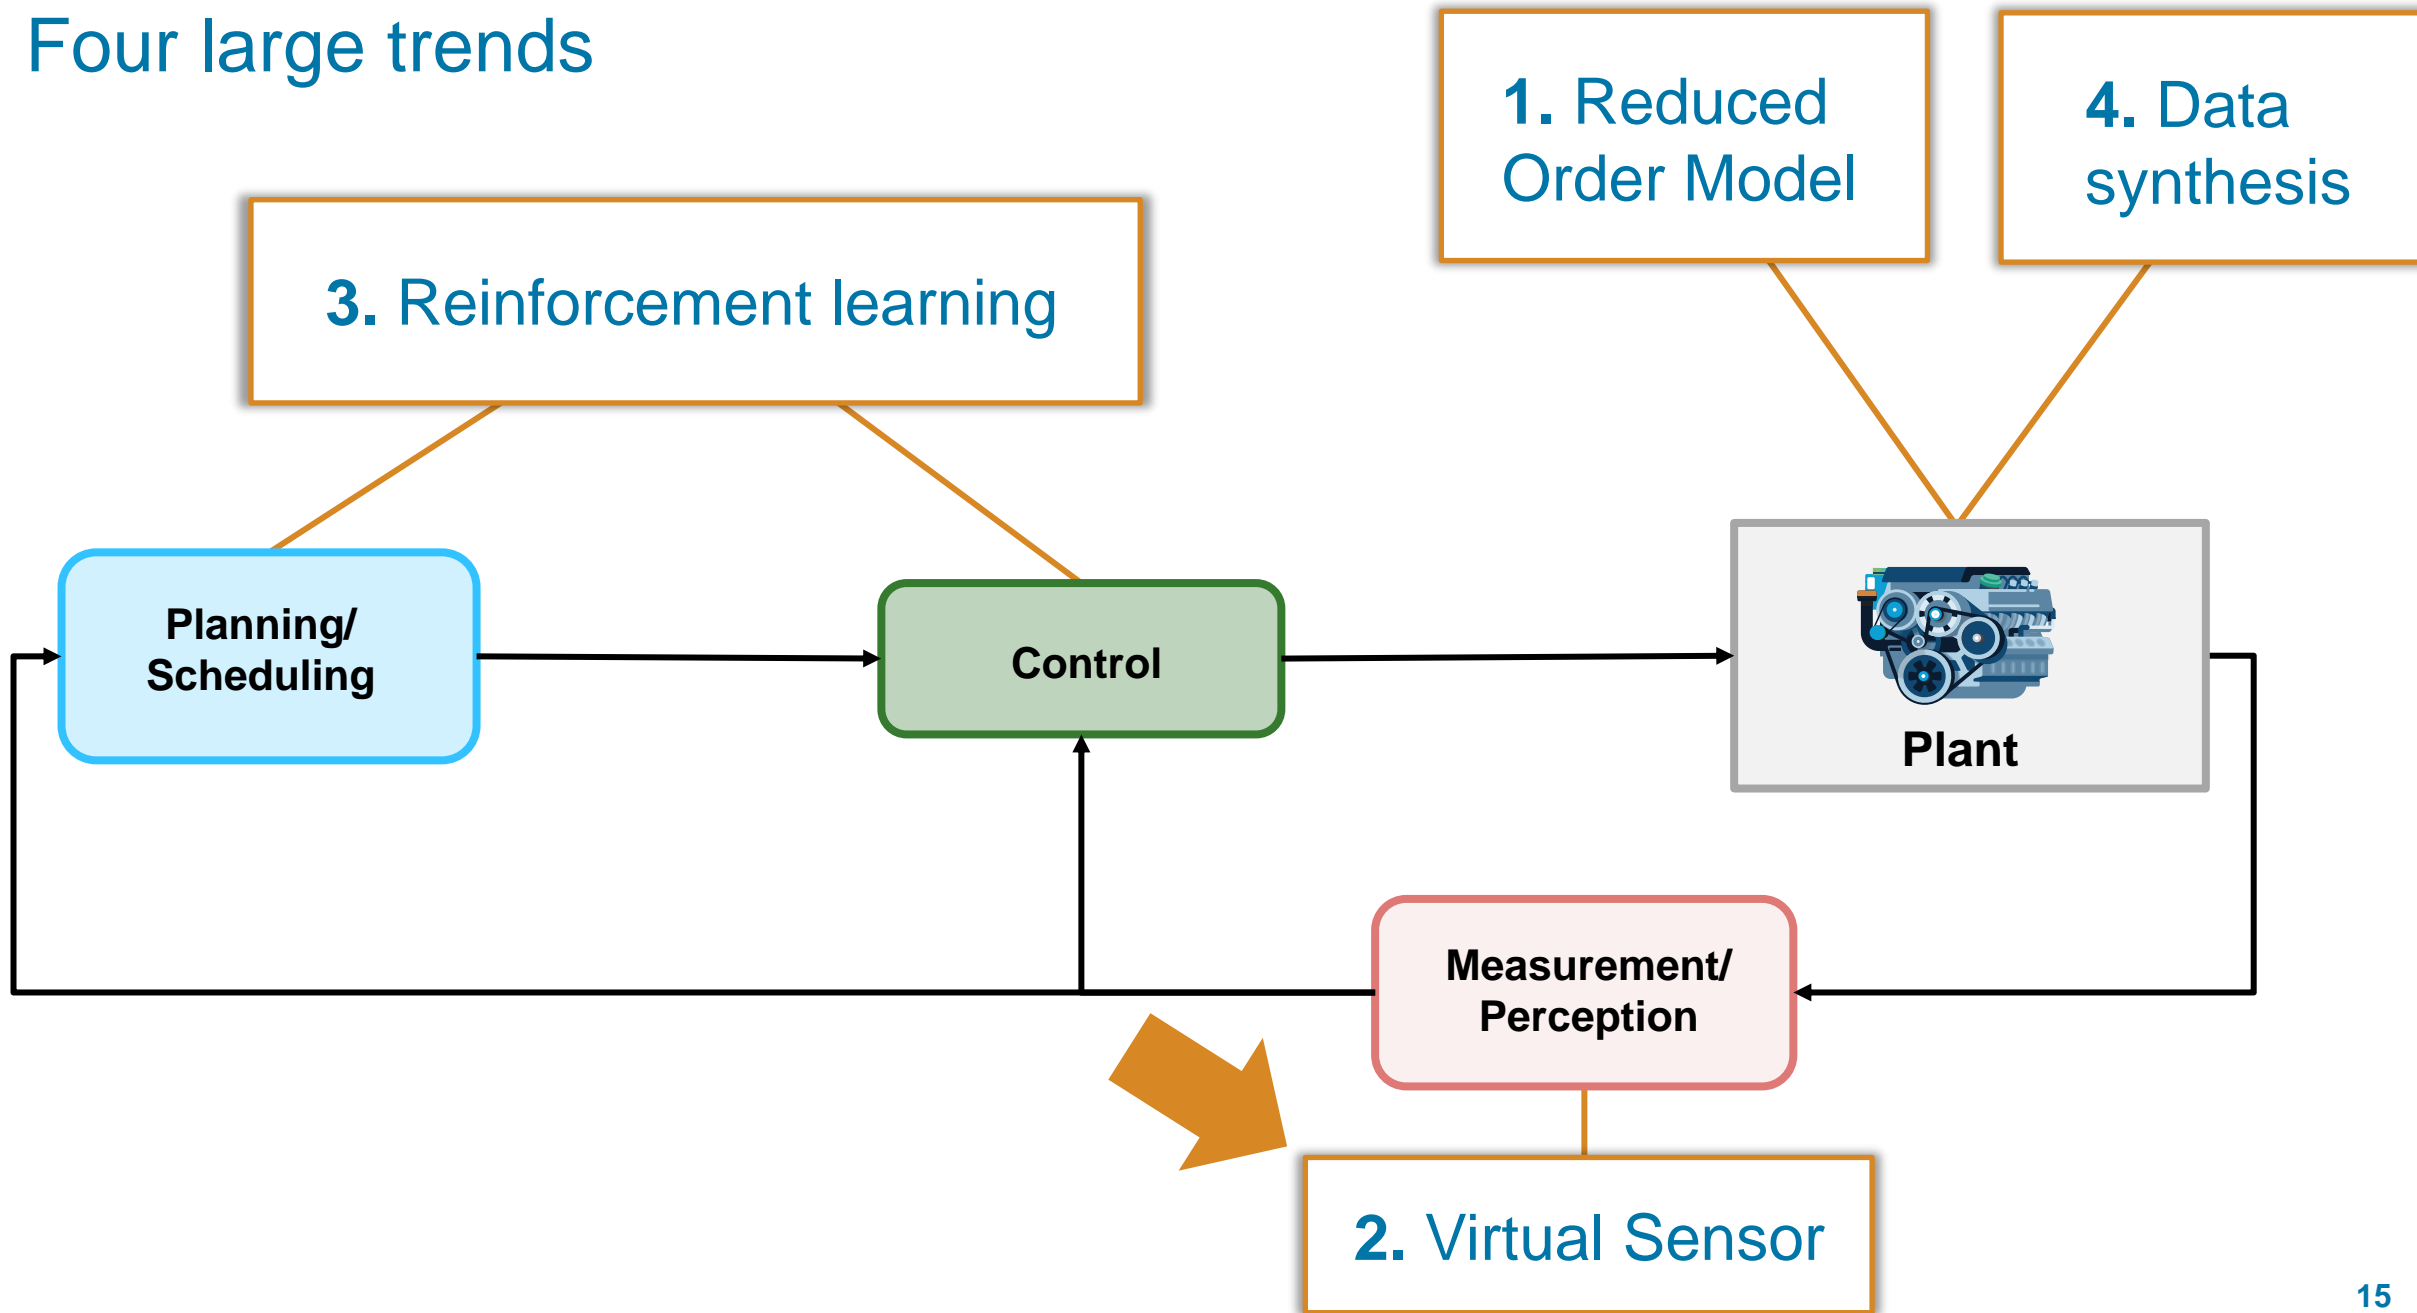 Four large trends
1. Reduced
Order Model
4. Data
synthesis
3. Reinforcement learning
Planning/
Scheduling
Control
Plant
Measurement/
Perception
2. Virtual Sensor
15